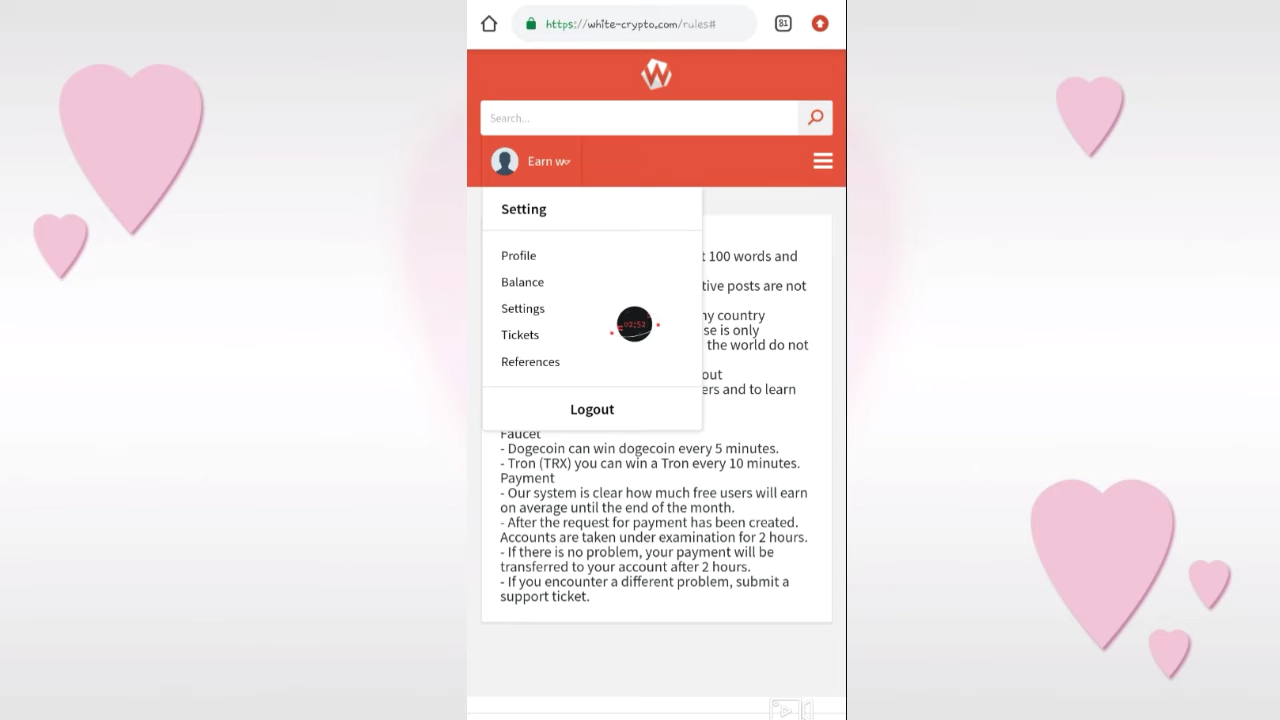 81
https://white-crypto.com/rules#
Search...
Earn w
Setting
Profile
Balance
Settings
Tickets
References
Logout
100 words and
tive posts are not
ny country
se is only
the world do not
out
ers and to learn
Faucet
- Dogecoin can win dogecoin every 5 minutes.
- Tron (TRX) you can win a Tron every 10 minutes.
Payment
- Our system is clear how much free users will earn
on average until the end of the month.
- After the request for payment has been created.
Accounts are taken under examination for 2 hours.
- If there is no problem, your payment will be
transferred to your account after 2 hours.
- If you encounter a different problem, submit a
support ticket.